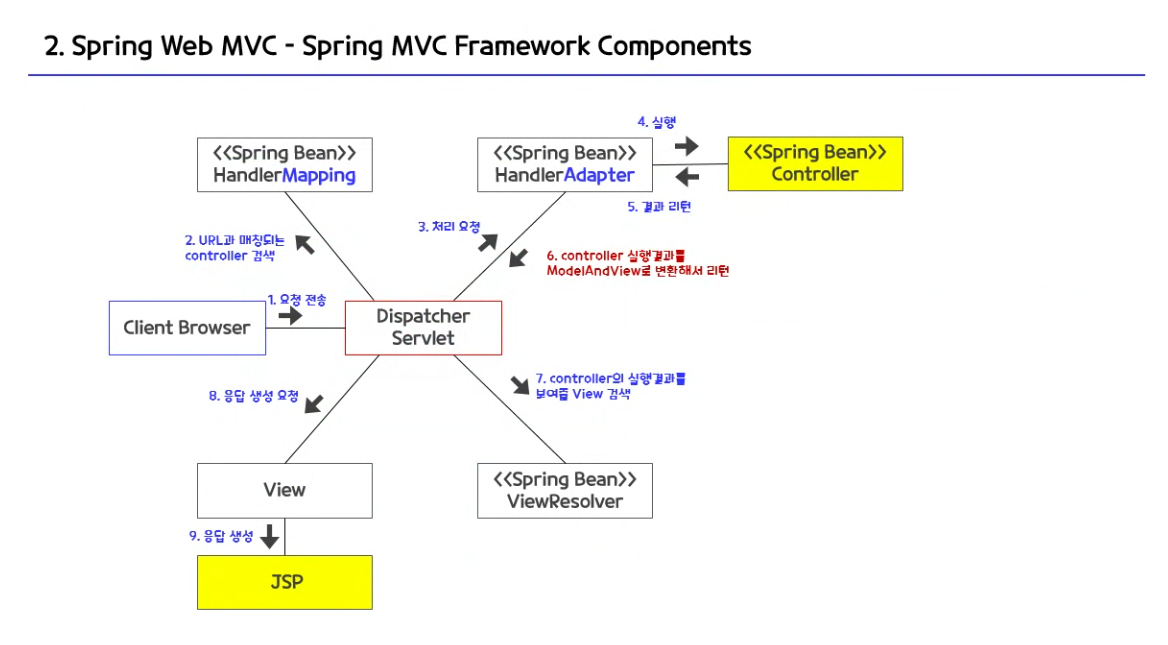 2. Spring Web MVC - Spring MVC Framework Components
4. 실행
<<Spring Bean>>
HandlerMapping
<<Spring Bean>>
HandlerAdapter
<<Spring Bean>>
Controller
5. 결과 리턴
3. 처리 요청
2. URL과 매칭되는
controller 검색
6. controller 실행결과를
ModelAndView로 변환해서 리턴
1. 요청 전송
Client Browser
Dispatcher
Servlet
7. controller의 실행결과를
보여줄 View 검색
8. 응답 생성 요청
View
<<Spring Bean>>
ViewResolver
9. 응답 생성
JSP